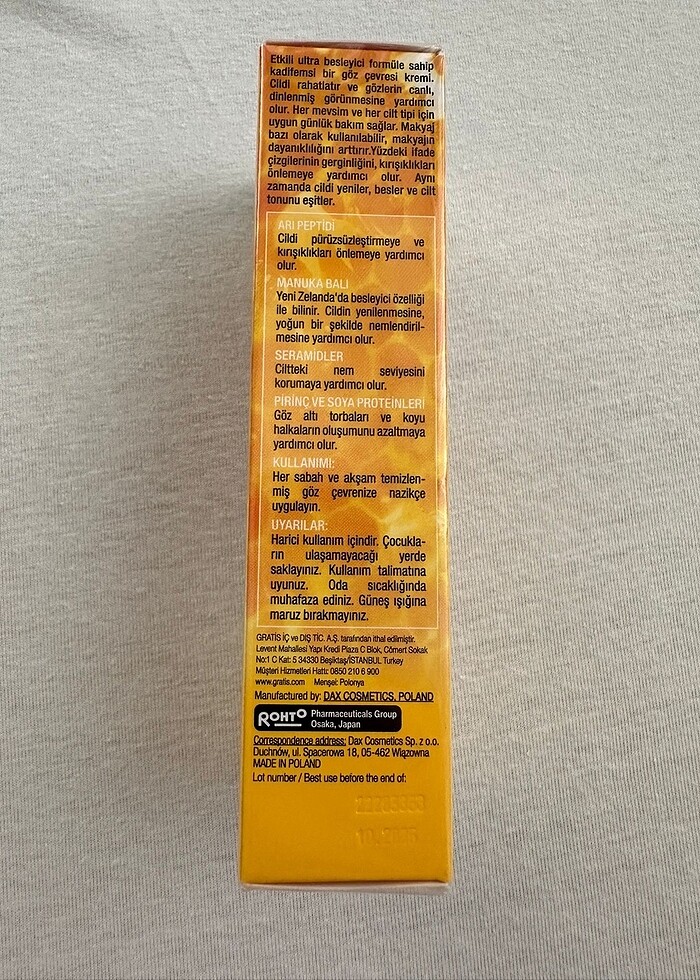 Etkili ultra besleyici formüle sahip
kadifemsi bir göz çevresi kremi.
Cildi rahatlatır ve gözlerin canlı,
dinlenmiş görünmesine yardımcı
olur. Her mevsim ve her cilt tipi için
uygun günlük bakım sağlar. Makyaj
bazı olarak kullanılabilir, makyajın
dayanıklılığını arttırır.Yüzdeki ifade
çizgilerinin gerginliğini, kırışıklıkları
önlemeye yardımcı olur. Aynı
zamanda cildi yeniler, besler ve cilt
tonunu eşitler.
ARI PEPTİDİ
Cildi pürüzsüzleştirmeye ve
kırışıklıkları önlemeye yardımcı
olur.
MANUKA BALI
Yeni Zelanda'da besleyici özelliği
ile bilinir. Cildin yenilenmesine,
yoğun bir şekilde nemlendiril-
mesine yardımcı olur.
SERAMİDLER
Ciltteki nem seviyesini
korumaya yardımcı olur.
PİRİNÇ VE SOYA PROTEİNLERİ
Göz altı torbaları ve koyu
halkaların oluşumunu azaltmaya
yardımcı olur.
KULLANIMI:
Her sabah ve akşam temizlen-
miş göz çevrenize nazikçe
uygulayın.
UYARILAR:
Harici kullanım içindir. Çocukla-
rın ulaşamayacağı yerde
saklayınız. Kullanım talimatına
uyunuz. Oda sıcaklığında
muhafaza ediniz. Güneş ışığına
maruz bırakmayınız.
GRATİS İÇ ve DIŞ TİC. A.Ş. tarafından ithal edilmiştir.
Levent Mahallesi Yapı Kredi Plaza C Blok, Cömert Sokak
No:1 C Kat: 5 34330 Beşiktaş/İSTANBUL Turkey
Müşteri Hizmetleri Hattı: 0850 210 6 900
www.gratis.com Menşei: Polonya
Manufactured by: DAX COSMETICS, POLAND
ROHTO Pharmaceuticals Group
Osaka, Japan
Correspondence address: Dax Cosmetics Sp. z o.o.
Duchnów, ul. Spacerowa 18, 05-462 Wiązowna
MADE IN POLAND
Lot number / Best use before the end of: